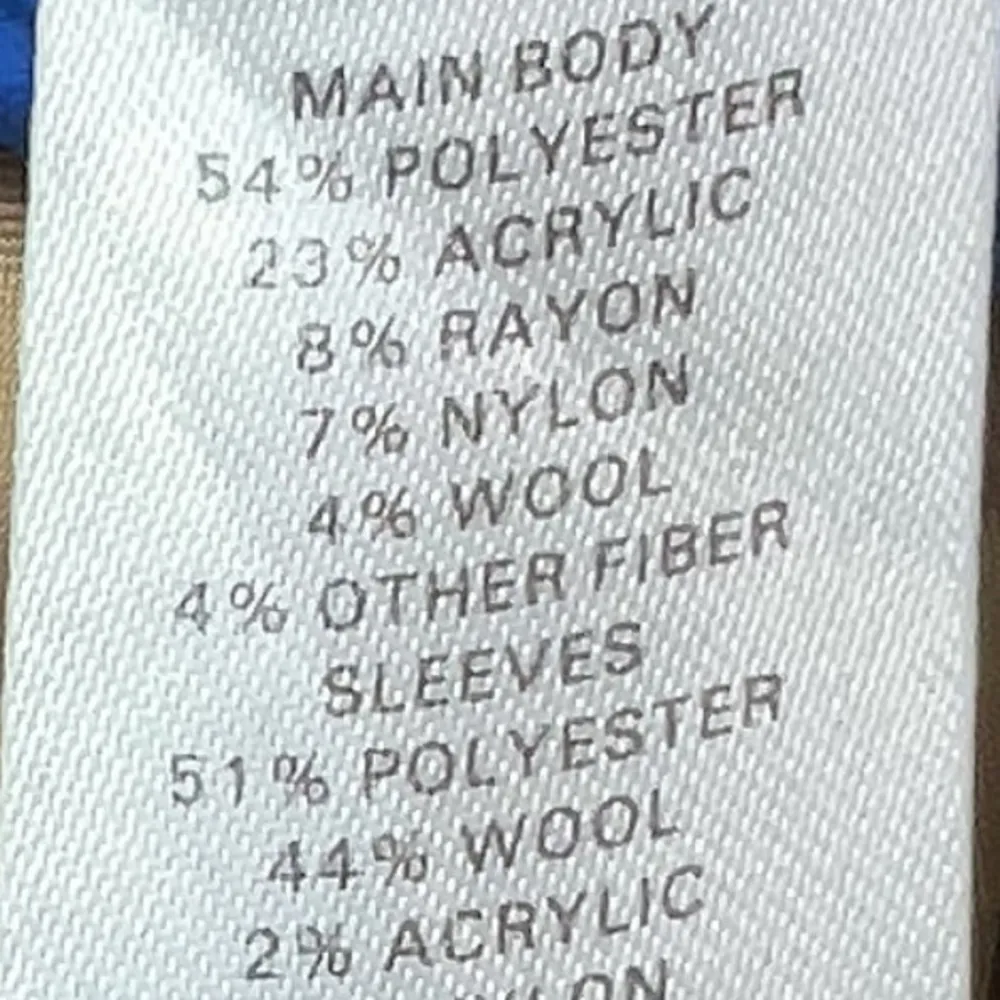 MAIN BODY
54% POLYESTER
23% ACRYLIC
8% RAYON
7% NYLON
4% WOOL
4% OTHER FIBER
SLEEVES
51% POLYESTER
44% WOOL
2% ACRYLIC